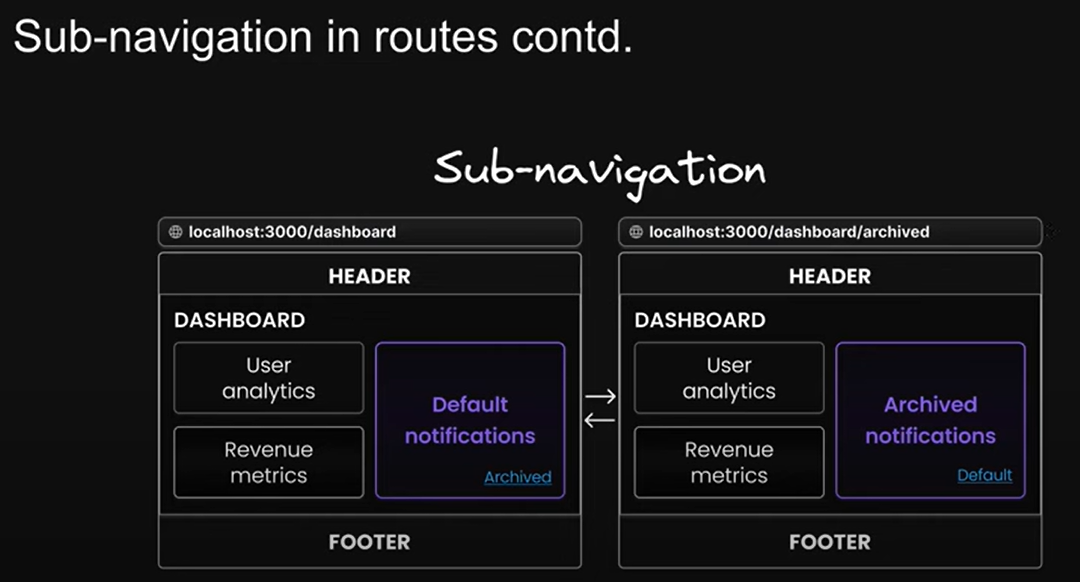 Sub-navigation in routes contd.
Sub-navigation
localhost:3000/dashboard
HEADER
DASHBOARD
User
analytics
Revenue
metrics
Default
notifications
Archived
FOOTER
localhost:3000/dashboard/archived
HEADER
DASHBOARD
User
analytics
Revenue
metrics
Archived
notifications
Default
FOOTER